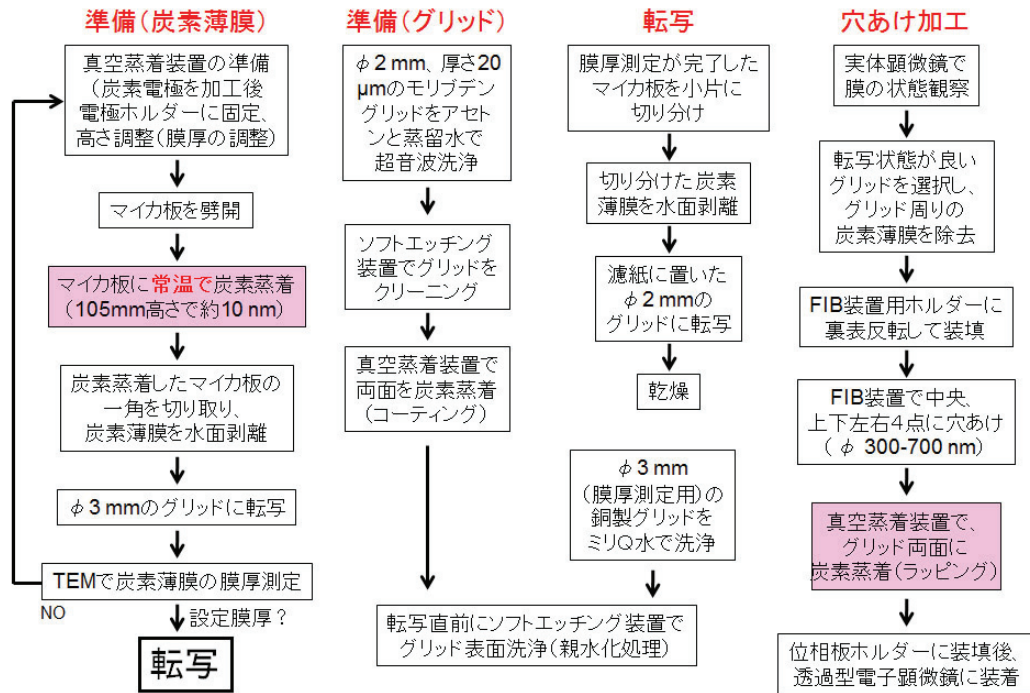 準備(炭素薄膜)
真空蒸着装置の準備
(炭素電極を加工後
電極ホルダーに固定、
高さ調整(膜厚の調整)
マイカ板を劈開
マイカ板に常温で炭素蒸着
(105mm高さで約10 nm)
炭素蒸着したマイカ板の
一角を切り取り、
炭素薄膜を水面剥離
φ3 mmのグリッドに転写
TEMで炭素薄膜の膜厚測定
NO
設定膜厚?
転写
準備(グリッド)
φ2 mm、厚さ20
μmのモリブデン
グリッドをアセト
ンと蒸留水で
超音波洗浄
ソフトエッチング
装置でグリッドを
クリーニング
真空蒸着装置で
両面を炭素蒸着
(コーティング)
転写
膜厚測定が完了した
マイカ板を小片に
切り分け
切り分けた炭素
薄膜を水面剥離
濾紙に置いた
φ2 mmの
グリッドに転写
乾燥
φ3 mm
(膜厚測定用)の
銅製グリッドを
ミリQ水で洗浄
転写直前にソフトエッチング装置で
グリッド表面洗浄(親水化処理)
穴あけ加工
実体顕微鏡で
膜の状態観察
転写状態が良い
グリッドを選択し、
グリッド周りの
炭素薄膜を除去
FIB装置用ホルダーに
裏表反転して装填
FIB装置で中央、
上下左右4点に穴あけ
(φ 300-700 nm)
真空蒸着装置で、
グリッド両面に
炭素蒸着(ラッピング)
位相板ホルダーに装填後、
透過型電子顕微鏡に装着